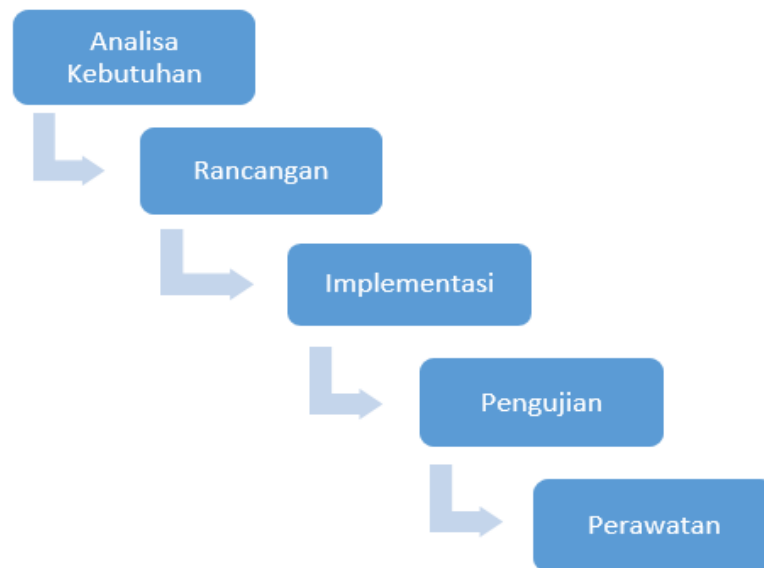 Analisa
Kebutuhan
Rancangan
Implementasi
Pengujian
Perawatan